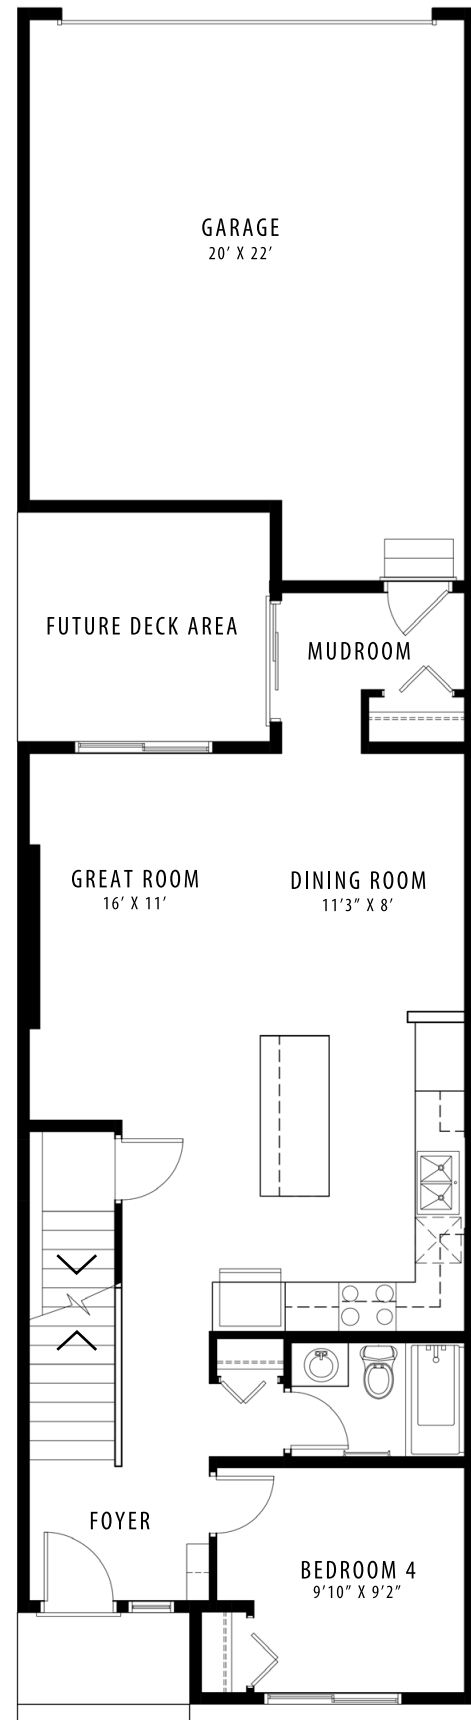 GARAGE
20' X 22'
FUTURE DECK AREA
MUDROOM
GREAT ROOM
16' X 11'
DINING ROOM
11'3" X 8'
FOYER
BEDROOM 4
9'10" X 9'2"